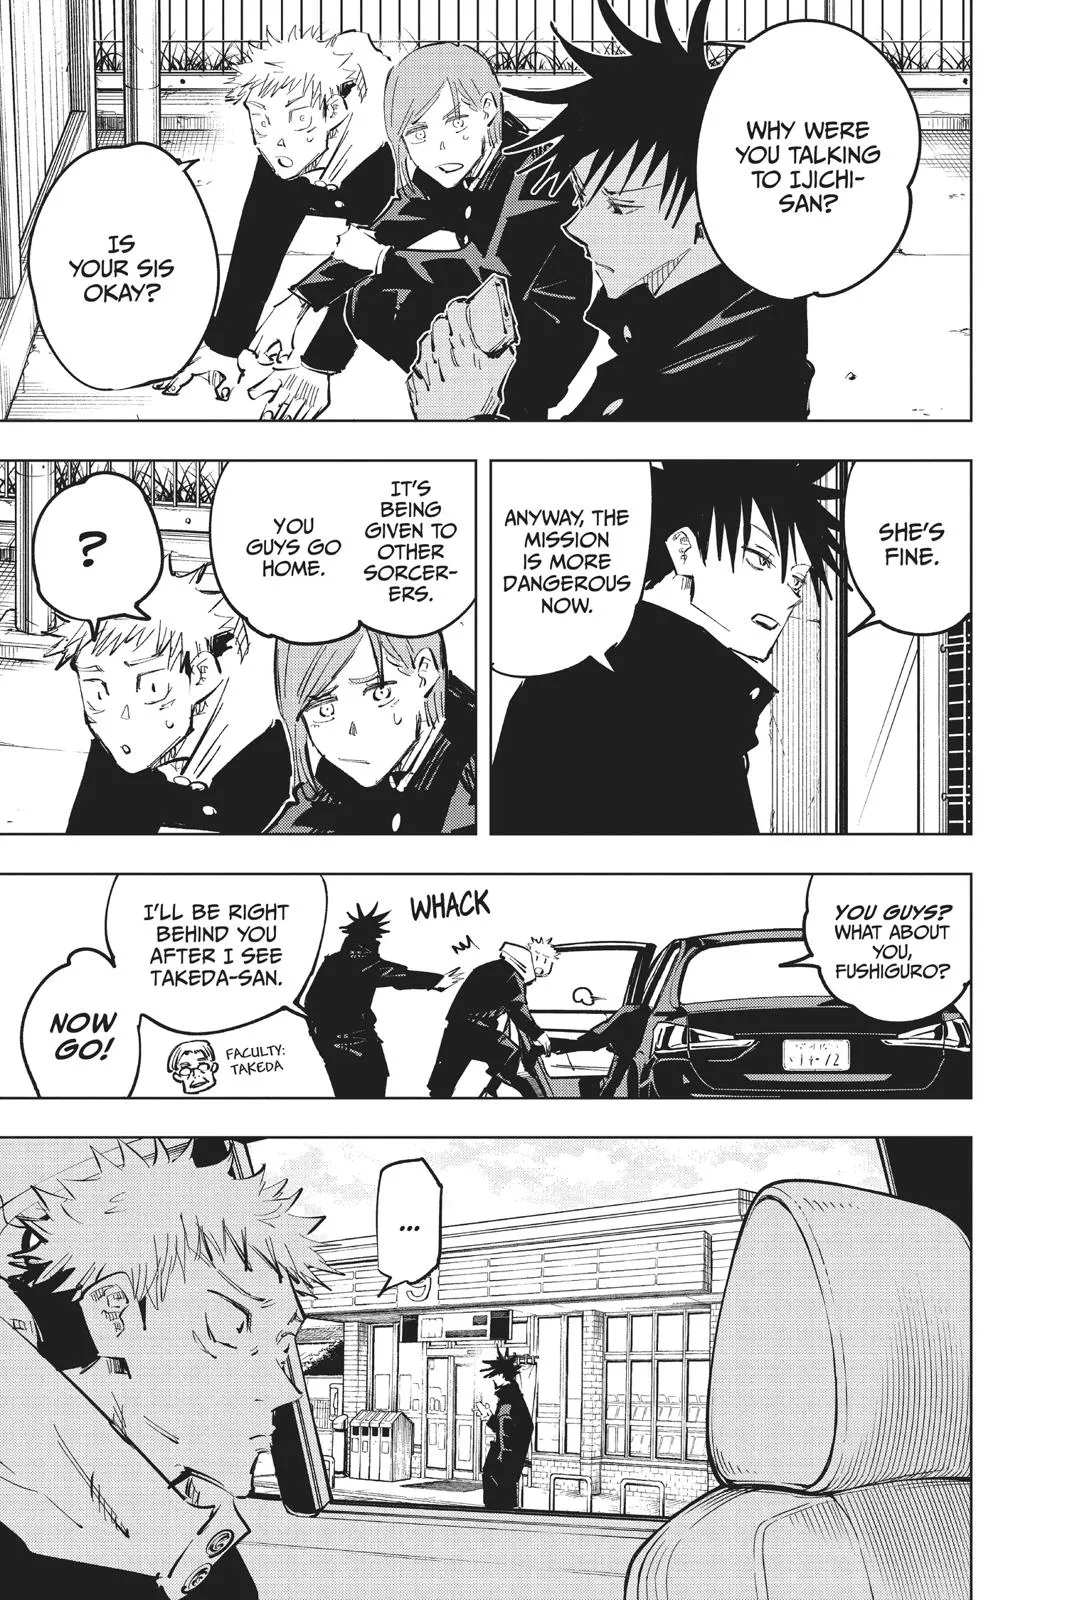 WHY WERE
YOU TALKING
TO IJICHI-
SAN?
IS
YOUR SIS
OKAY?
SHE'S
FINE.
ANYWAY, THE
MISSION
IS MORE
DANGEROUS
NOW.
IT'S
BEING
GIVEN TO
OTHER
SORCER-
ERS.
YOU
GUYS GO
HOME.
?
YOU GUYS?
WHAT ABOUT
YOU,
FUSHIGURO?
WHACK
I'LL BE RIGHT
BEHIND YOU
AFTER I SEE
TAKEDA-SAN.
FACULTY:
TAKEDA
NOW
GO!
...